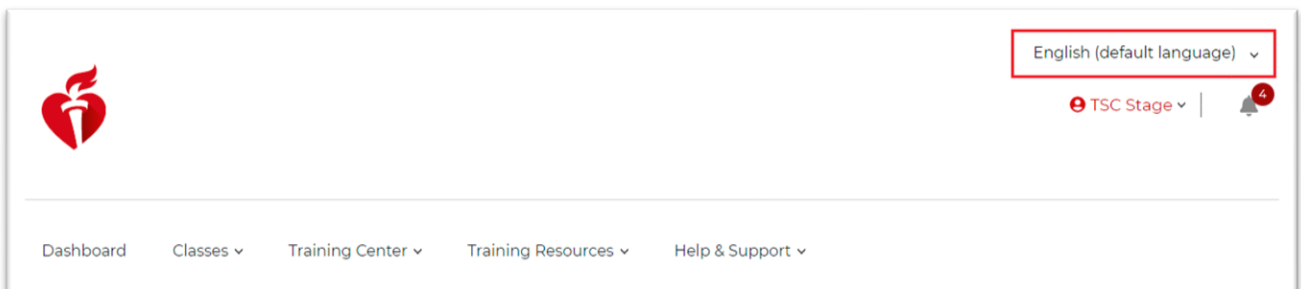 English (default language)
TSC Stage
4
Dashboard Classes Training Center Training Resources Help & Support